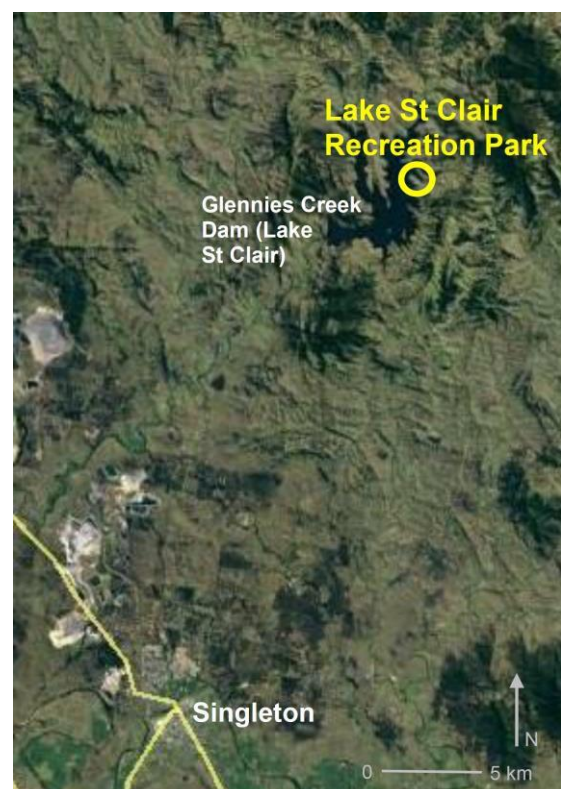 Lake St Clair
Recreation Park
Glennies Creek
Dam (Lake
St Clair)
Singleton
N
0 5 km